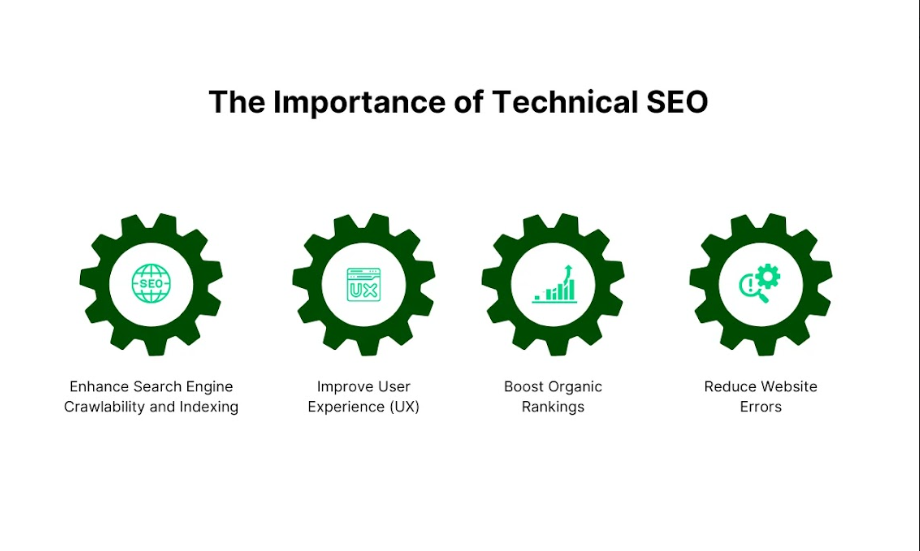 The Importance of Technical SEO
SEO
UX
Enhance Search Engine
Crawlability and Indexing
Improve User
Experience (UX)
Boost Organic
Rankings
Reduce Website
Errors